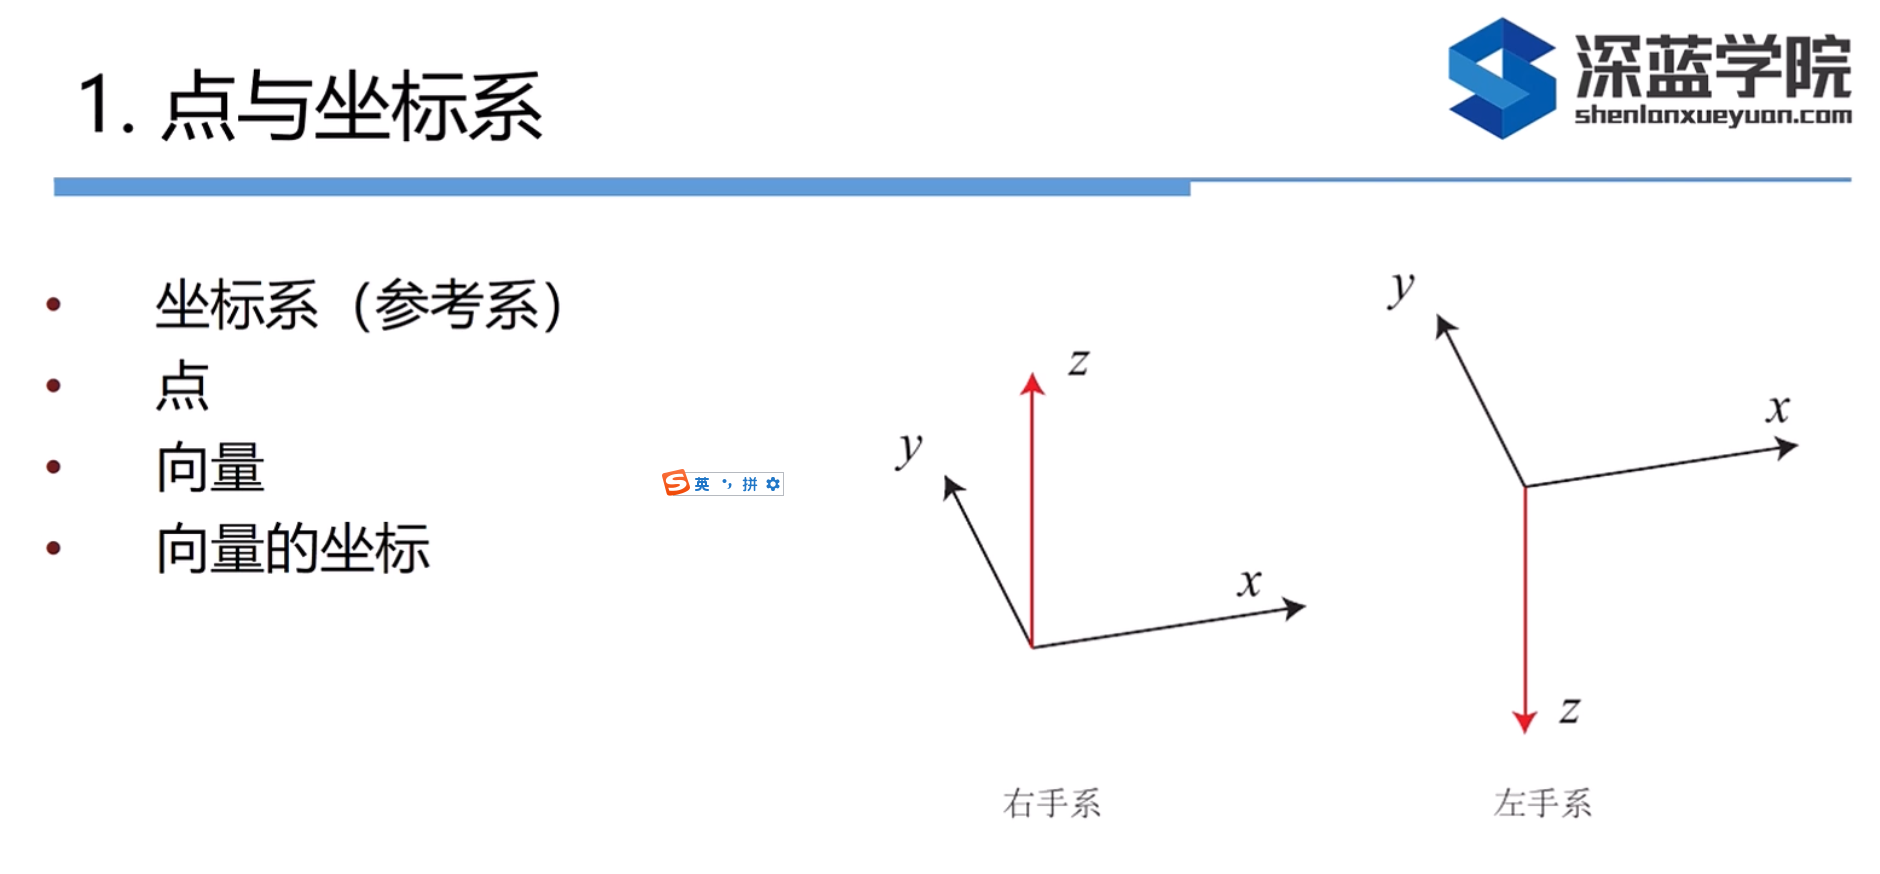 1. 点与坐标系
深蓝学院
shenlanxueyuan.com
• 坐标系（参考系）
• 点
• 向量
• 向量的坐标
英 •, 拼
z
y
x
右手系
y
x
z
左手系